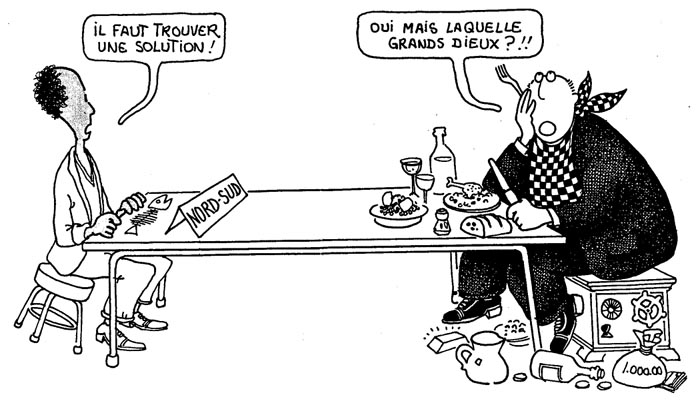 IL FAUT TROUVER
UNE SOLUTION !
OUI MAIS LAQUELLE
GRANDS DIEUX ? !!
NORD-SUD
1.000.00